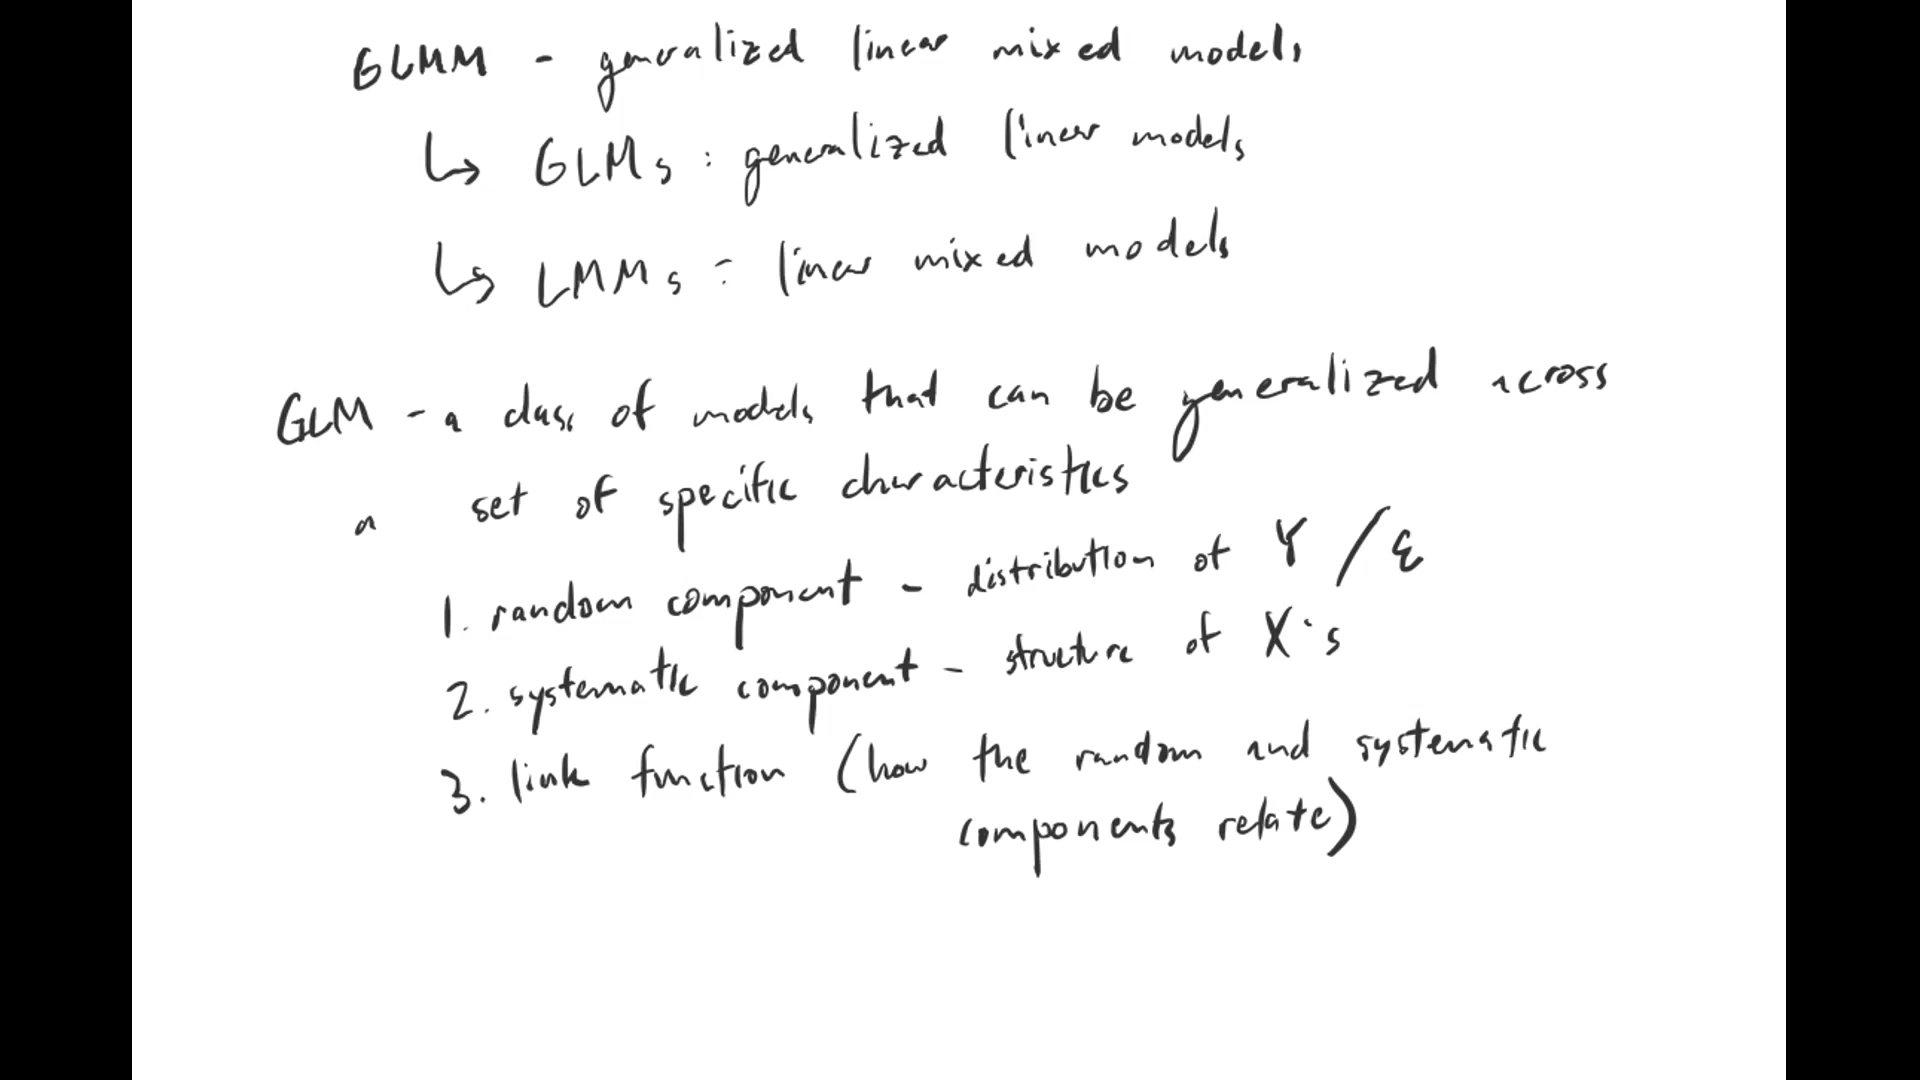 GLMM - generalized linear mixed models
↳ GLMs : generalized linear models
↳ LMMs : linear mixed models
GLM - a class of models that can be generalized across
a set of specific characteristics
1. random component - distribution of Y / ε
2. systematic component - structure of X's
3. link function (how the random and systematic
components relate)